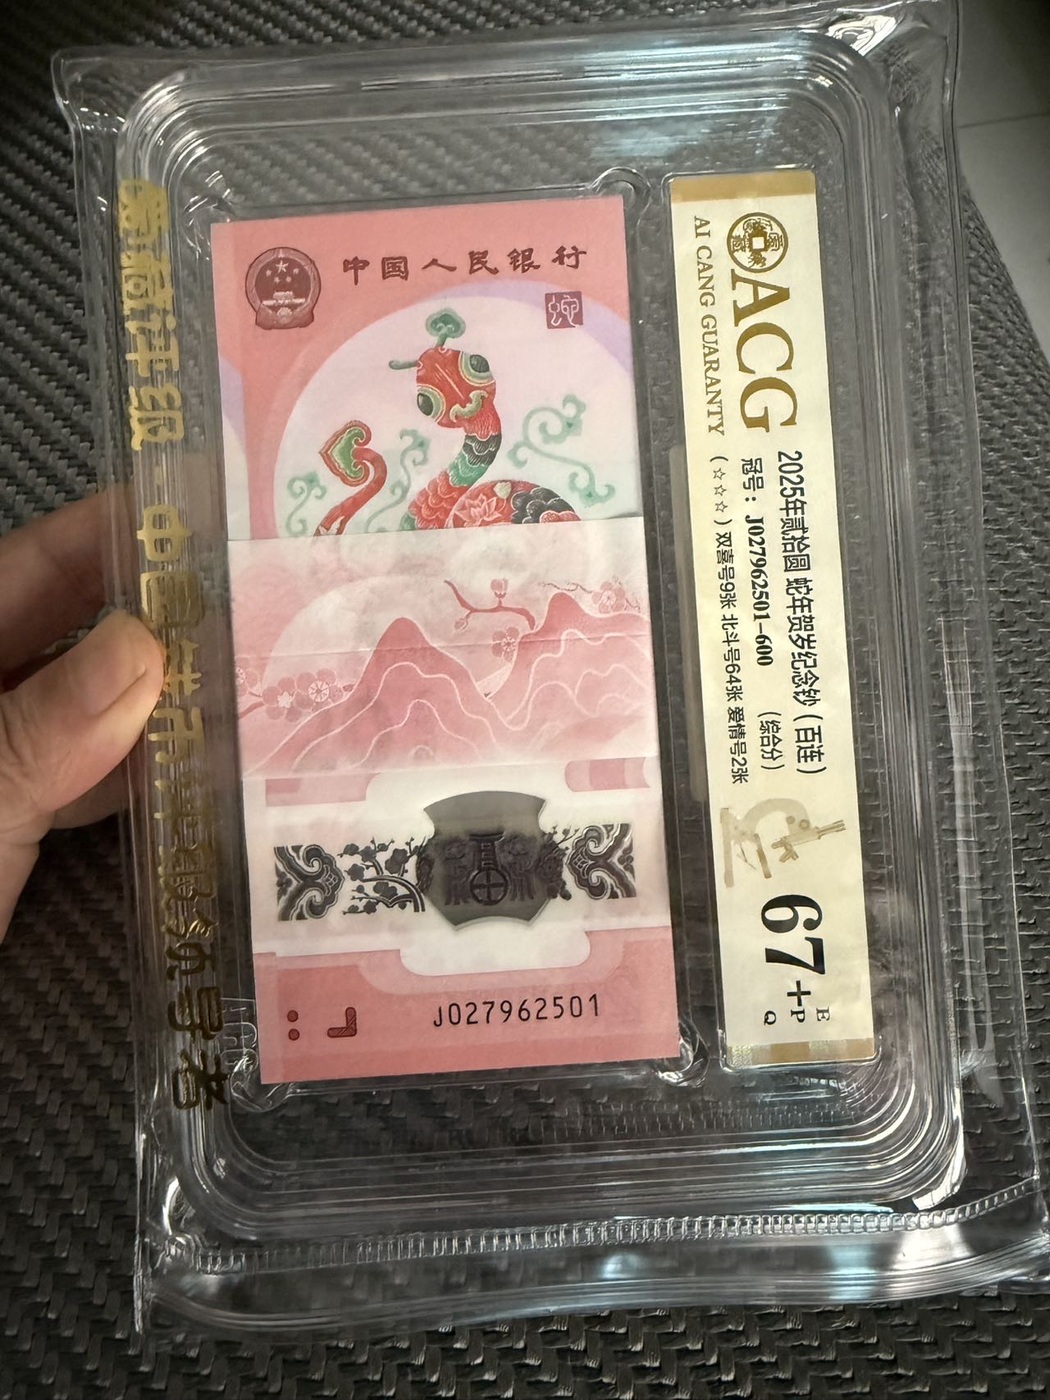 中国人民银行
J027962501
ACG
AI CANG GUARANTY
2025年贰拾圆 蛇年贺岁纪念钞（百连）
冠号：J027962501-600 （综合分）
（☆☆☆）双喜号9张 北斗号64张 爱情号2张
67+
E
P
Q